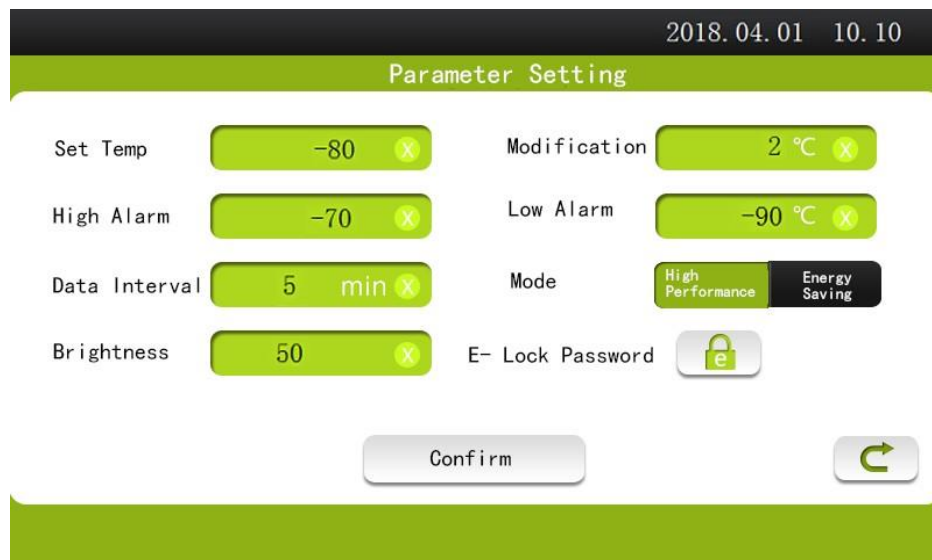 2018.04.01 10.10
Parameter Setting
Set Temp -80 X
Modification 2 ℃ X
High Alarm -70 X
Low Alarm -90 ℃ X
Data Interval 5 min X
Mode High Performance Energy Saving
Brightness 50 X
E- Lock Password e
Confirm